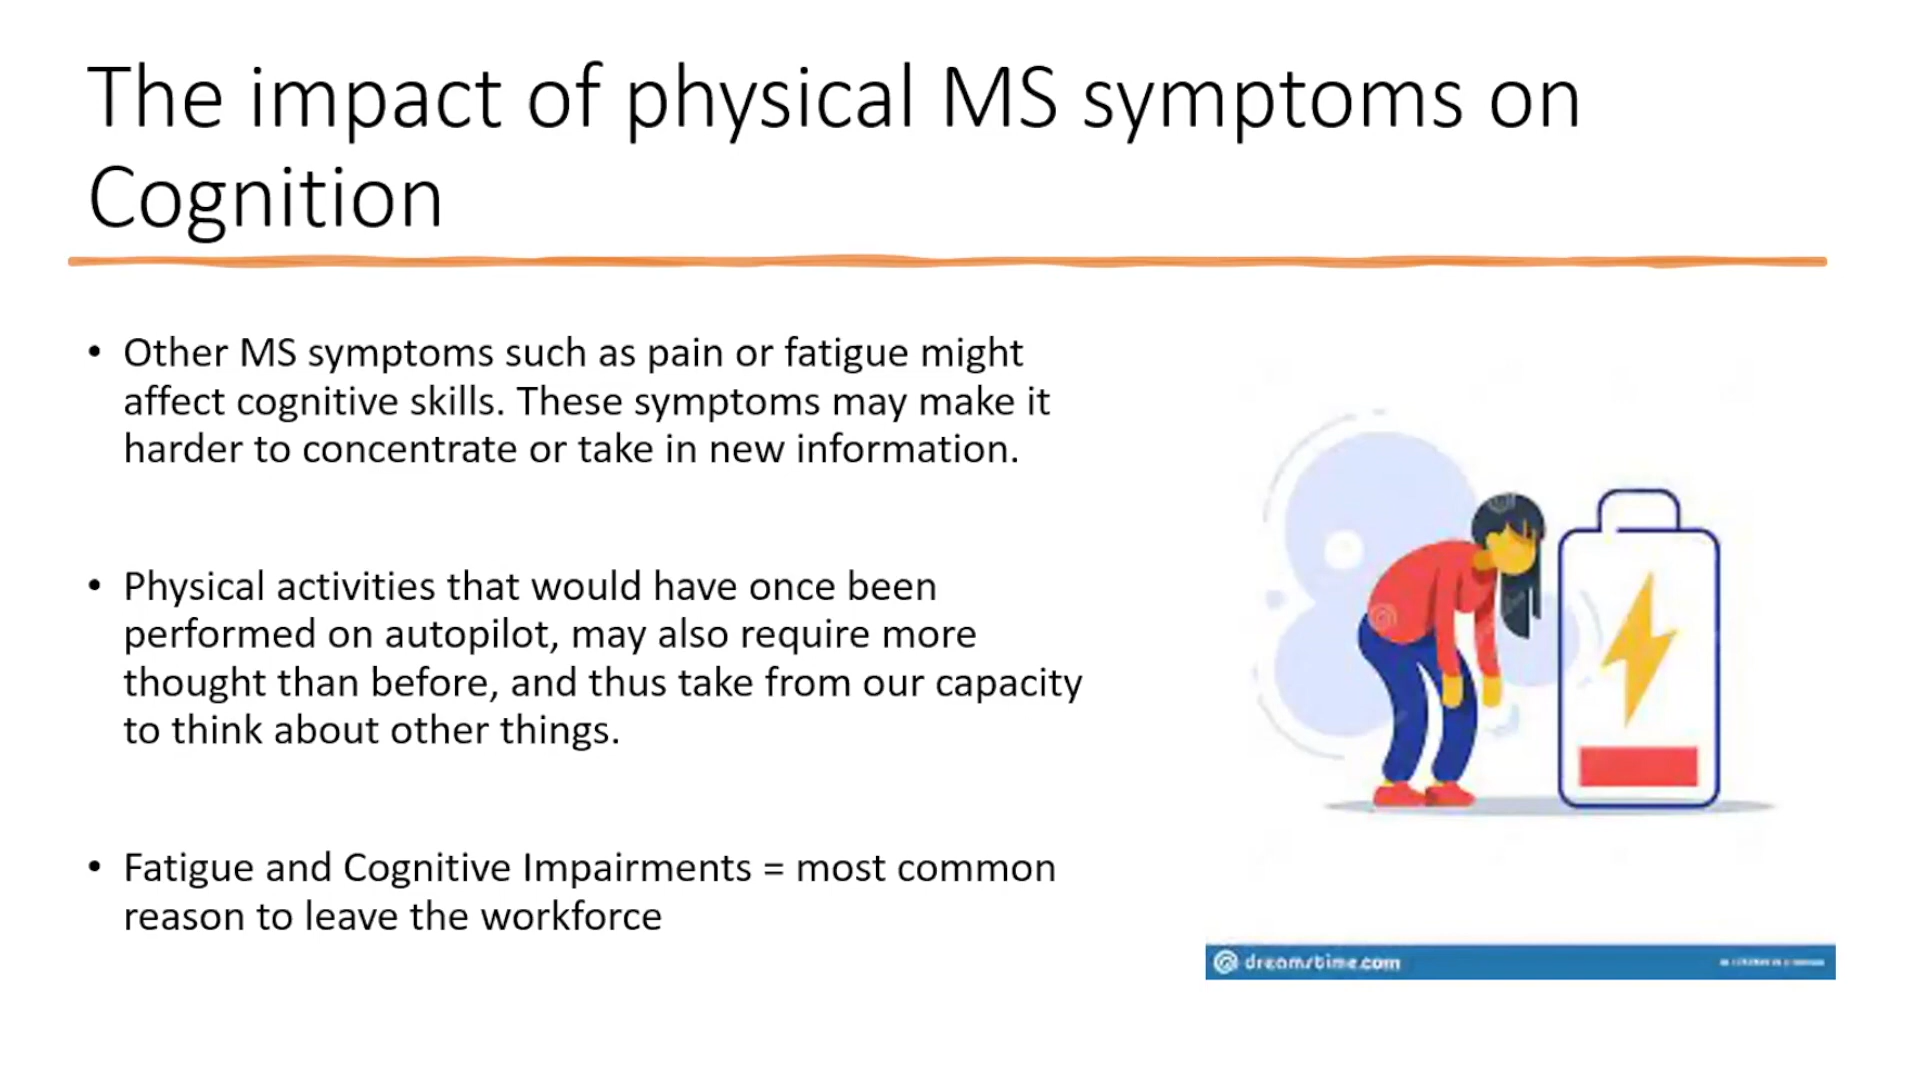 The impact of physical MS symptoms on
Cognition
• Other MS symptoms such as pain or fatigue might
affect cognitive skills. These symptoms may make it
harder to concentrate or take in new information.
• Physical activities that would have once been
performed on autopilot, may also require more
thought than before, and thus take from our capacity
to think about other things.
• Fatigue and Cognitive Impairments = most common
reason to leave the workforce
dreamstime.com